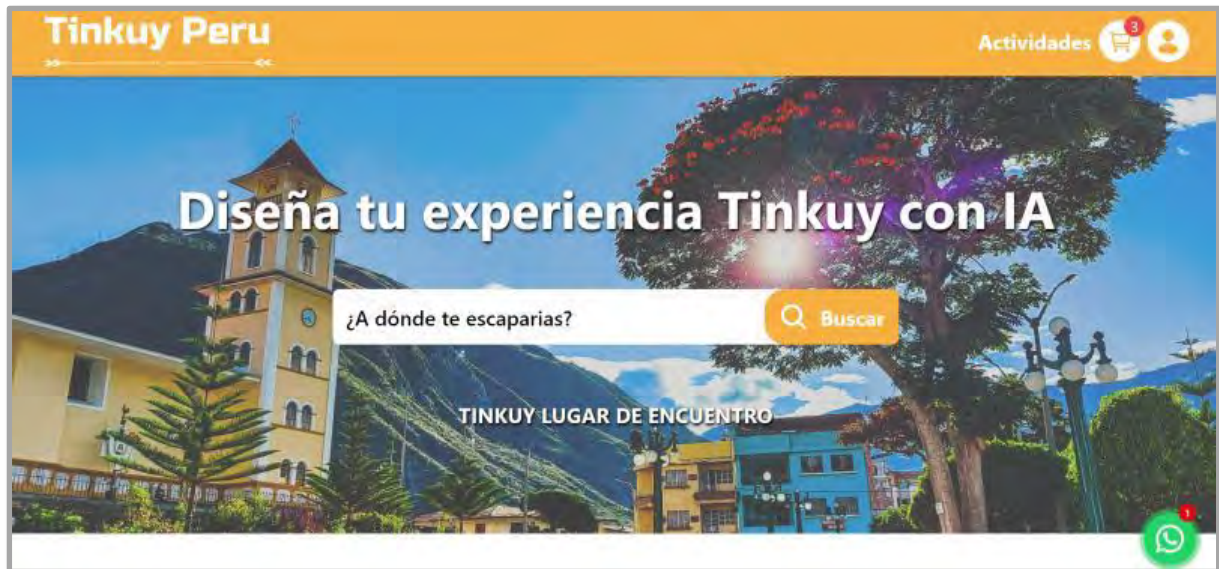 Tinkuy Peru
Actividades
3
Diseña tu experiencia Tinkuy con IA
¿A dónde te escaparias?
Buscar
TINKUY LUGAR DE ENCUENTRO
1